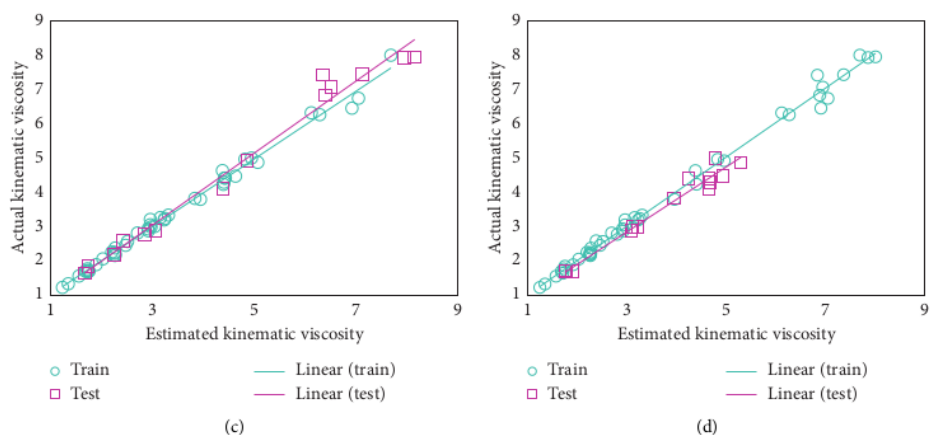 9
8
7
6
5
4
3
2
1
1 3 5 7 9
Actual kinematic viscosity
Estimated kinematic viscosity
Train
Test
Linear (train)
Linear (test)
(c)
9
8
7
6
5
4
3
2
1
1 3 5 7 9
Actual kinematic viscosity
Estimated kinematic viscosity
Train
Test
Linear (train)
Linear (test)
(d)